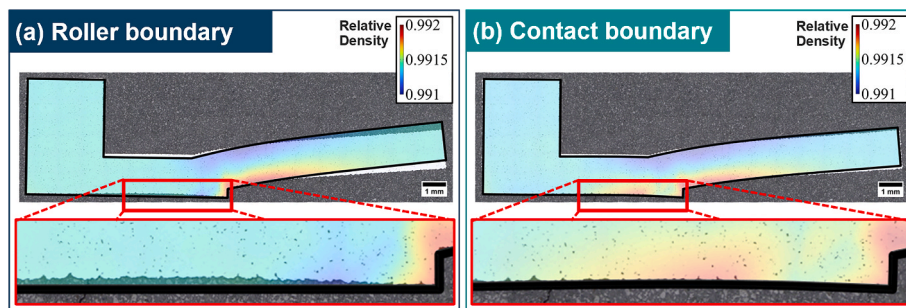 (a) Roller boundary
Relative
Density
0.992
0.9915
0.991
1 mm
(b) Contact boundary
Relative
Density
0.992
0.9915
0.991
1 mm